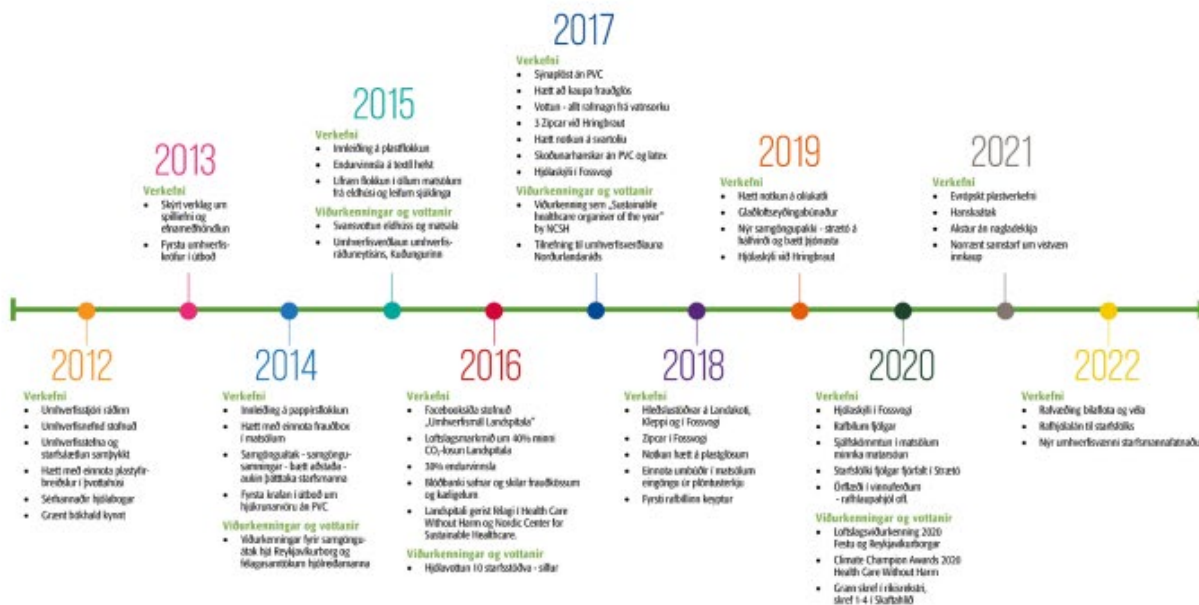 2012
Verkefni
Umhverfisstjóri ráðinn
Umhverfisnefnd stofnuð
Umhverfisstefna og
starfsáætlun samþykkt
Hætt með einnota plastyfir-
breiðslur í þvottahúsi
Sérhannaðir hjólabogar
Grænt bókhald kynnt
2013
Verkefni
Skýrt verklag um
spilliefni og
efnameðhöndlun
Fyrstu umhverfis-
kröfur í útboð
2014
Verkefni
Innleiðing á pappírsflokkun
Hætt með einnota frauðbox
í matsölum
Samgönguátak - samgöngu-
samningar - bætt aðstaða -
aukin þátttaka starfsmanna
Fyrsta krafan í útboð um
hjúkrunarvöru án PVC
Viðurkenningar og vottanir
Viðurkenningar fyrir samgöngu-
átak hjá Reykjavíkurborg og
félagasamtökum hjólreiðamanna
2015
Verkefni
Innleiðing á plastflokkun
Endurvinnsla á textíl hefst
Lífræn flokkun í öllum matsölum
frá eldhúsi og leifum sjúklinga
Viðurkenningar og vottanir
Svansvottun eldhúss og matsala
Umhverfisverðlaun umhverfis-
ráðuneytisins, Kuðungurinn
2016
Verkefni
Facebooksíða stofnuð
„Umhverfismál Landspítala"
Loftslagsmarkmið um 40% minni
CO₂-losun Landspítala
30% endurvinnsla
Blóðbanki safnar og skilar frauðkössum
og kæligelum
Landspítali gerist félagi í Health Care
Without Harm og Nordic Center for
Sustainable Healthcare.
Viðurkenningar og vottanir
Hjólavottun 10 starfsstöðva - silfur
2017
Verkefni
Sýnaplöst án PVC
Hætt að kaupa frauðglös
Vottun - allt rafmagn frá vatnsorku
3 Zipcar við Hringbraut
Hætt notkun á svartolíu
Skoðunarhanskar án PVC og latex
Hjólaskýli í Fossvogi
Viðurkenningar og vottanir
Viðurkenning sem „Sustainable
healthcare organiser of the year"
by NCSH
Tilnefning til umhverfisverðlauna
Norðurlandaráðs
2018
Verkefni
Hleðslustöðvar á Landakoti,
Kleppi og í Fossvogi
Zipcar í Fossvogi
Notkun hætt á plastglösum
Einnota umbúðir í matsölum
eingöngu úr plöntusterkju
Fyrsti rafbíllinn keyptur
2019
Verkefni
Hætt notkun á olíukatli
Glaðloftseyðingabúnaður
Nýr samgöngupakki - strætó á
hálfvirði og bætt þjónusta
Hjólaskýli við Hringbraut
2020
Verkefni
Hjólaskýli í Fossvogi
Rafbílum fjölgar
Sjálfskömmtun í matsölum
minnka matarsóun
Starfsfólki fjölgar fjórfalt í Strætó
Örflæði í vinnuferðum
- rafhlaupahjól ofl.
Viðurkenningar og vottanir
Loftslagsviðurkenning 2020
Festu og Reykjavíkurborgar
Climate Champion Awards 2020
Health Care Without Harm
Græn skref í ríkisrekstri,
skref 1-4 í Skaftahlíð
2021
Verkefni
Evrópskt plastverkefni
Hanskaátak
Akstur án nagladekkja
Norrænt samstarf um vistvæn
innkaup
2022
Verkefni
Rafvæðing bílaflota og véla
Rafhjólalán til starfsfólks
Nýr umhverfisvænni starfsmannafatnaður